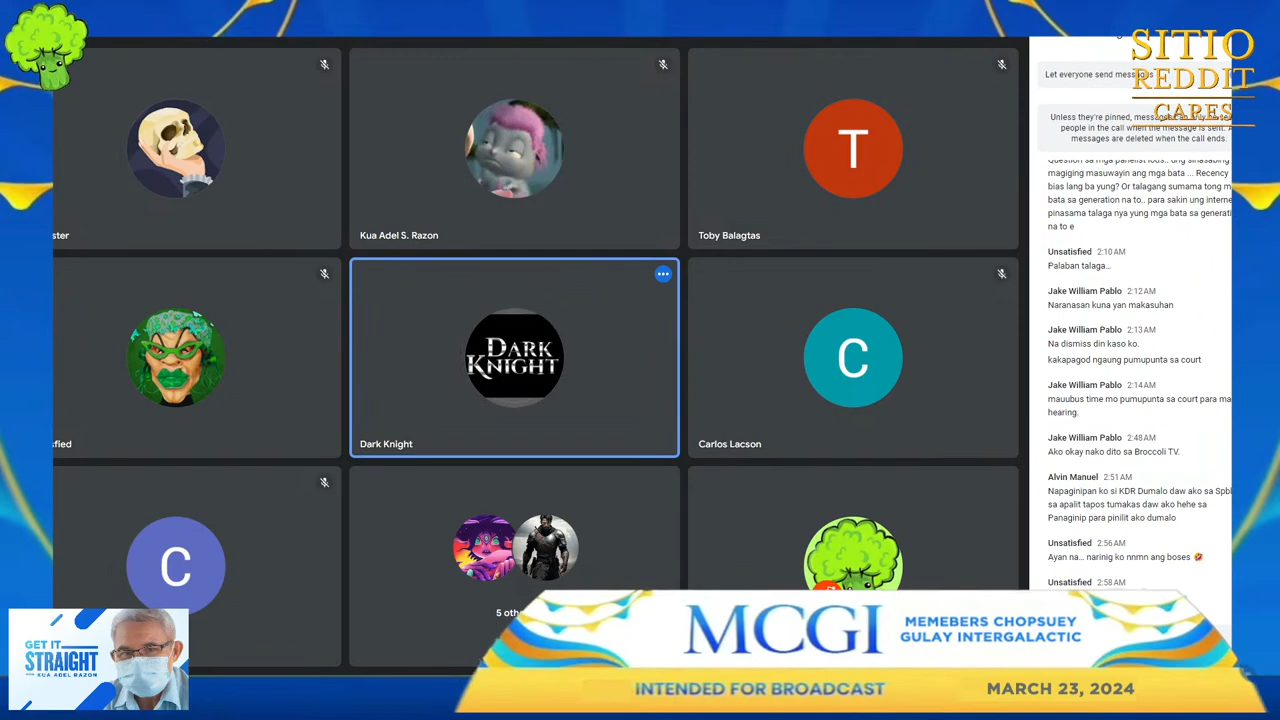 SITIO
REDDIT
CARES
Let everyone send messages
Unless they're pinned, messages
people in the call when the message is sent.
messages are deleted when the call ends.
Question sa mga panelist lods.. ung sinasabing
magiging masuwayin ang mga bata ... Recency
bias lang ba yung? Or talagang sumama tong m
bata sa generation na to.. para sakin ung interne
pinasama talaga nya yung mga bata sa generati
na to e
Unsatisfied 2:10 AM
Palaban talaga…
Jake William Pablo 2:12 AM
Naranasan kuna yan makasuhan
Jake William Pablo 2:13 AM
Na dismiss din kaso ko.
kakapagod ngaung pumupunta sa court
Jake William Pablo 2:14 AM
mauubus time mo pumupunta sa court para ma
hearing.
Jake William Pablo 2:48 AM
Ako okay nako dito sa Broccoli TV.
Alvin Manuel 2:51 AM
Napaginipan ko si KDR Dumalo daw ako sa Spbb
sa apalit tapos tumakas daw ako hehe sa
Panaginip para pinilit ako dumalo
Unsatisfied 2:56 AM
Ayan na… narinig ko nnmn ang boses 🤣
Unsatisfied 2:58 AM
ster
Kua Adel S. Razon
T
Toby Balagtas
fied
DARK
KNIGHT
Dark Knight
C
Carlos Lacson
C
5 oth
GET IT
STRAIGHT
WITH KUA ADEL RAZON
MCGI
MEMEBERS CHOPSUEY
GULAY INTERGALACTIC
INTENDED FOR BROADCAST
MARCH 23, 2024